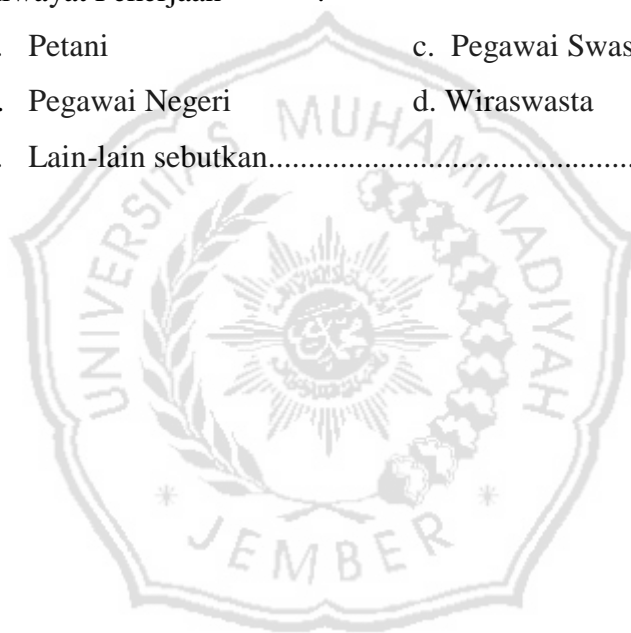 . Petani c. Pegawai Swas
. Pegawai Negeri d. Wiraswasta
. Lain-lain sebutkan............................................
UNIVERSITAS MUHAMMADIYAH
* JEMBER *